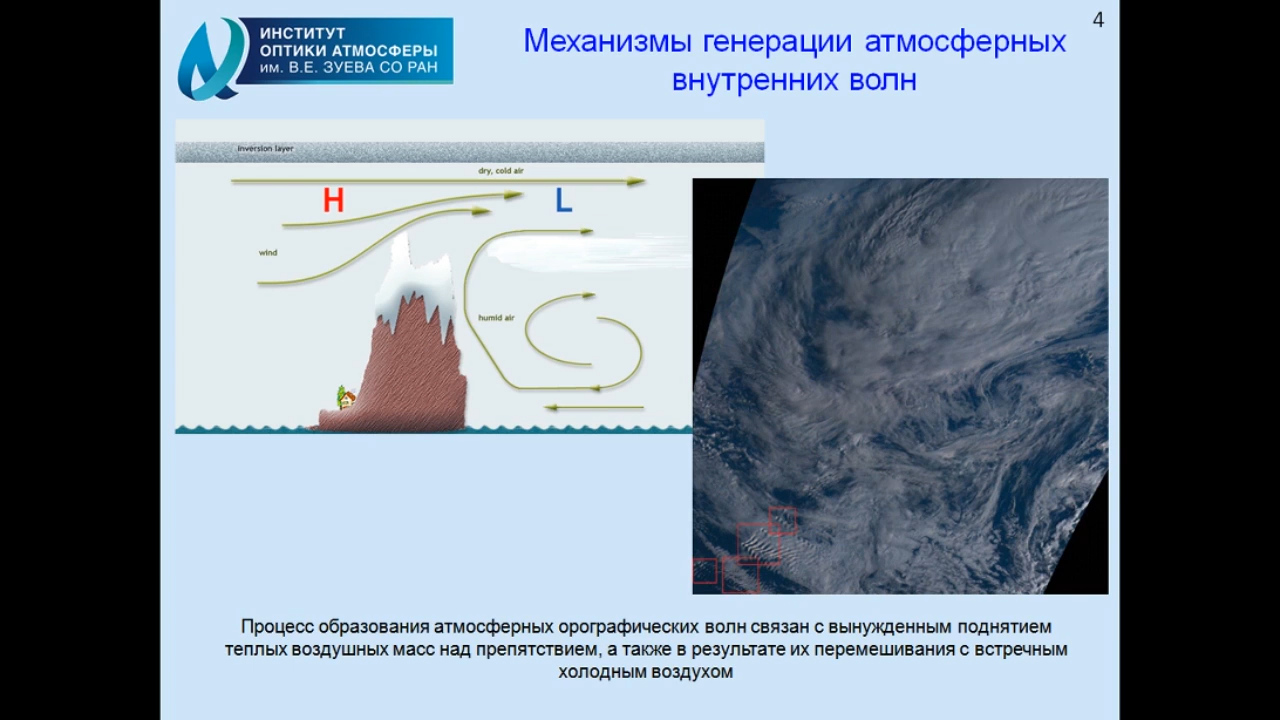 4
ИНСТИТУТ
ОПТИКИ АТМОСФЕРЫ
им. В.Е. ЗУЕВА СО РАН
Механизмы генерации атмосферных
внутренних волн
inversion layer
dry, cold air
H
L
wind
humid air
Процесс образования атмосферных орографических волн связан с вынужденным поднятием
теплых воздушных масс над препятствием, а также в результате их перемешивания с встречным
холодным воздухом